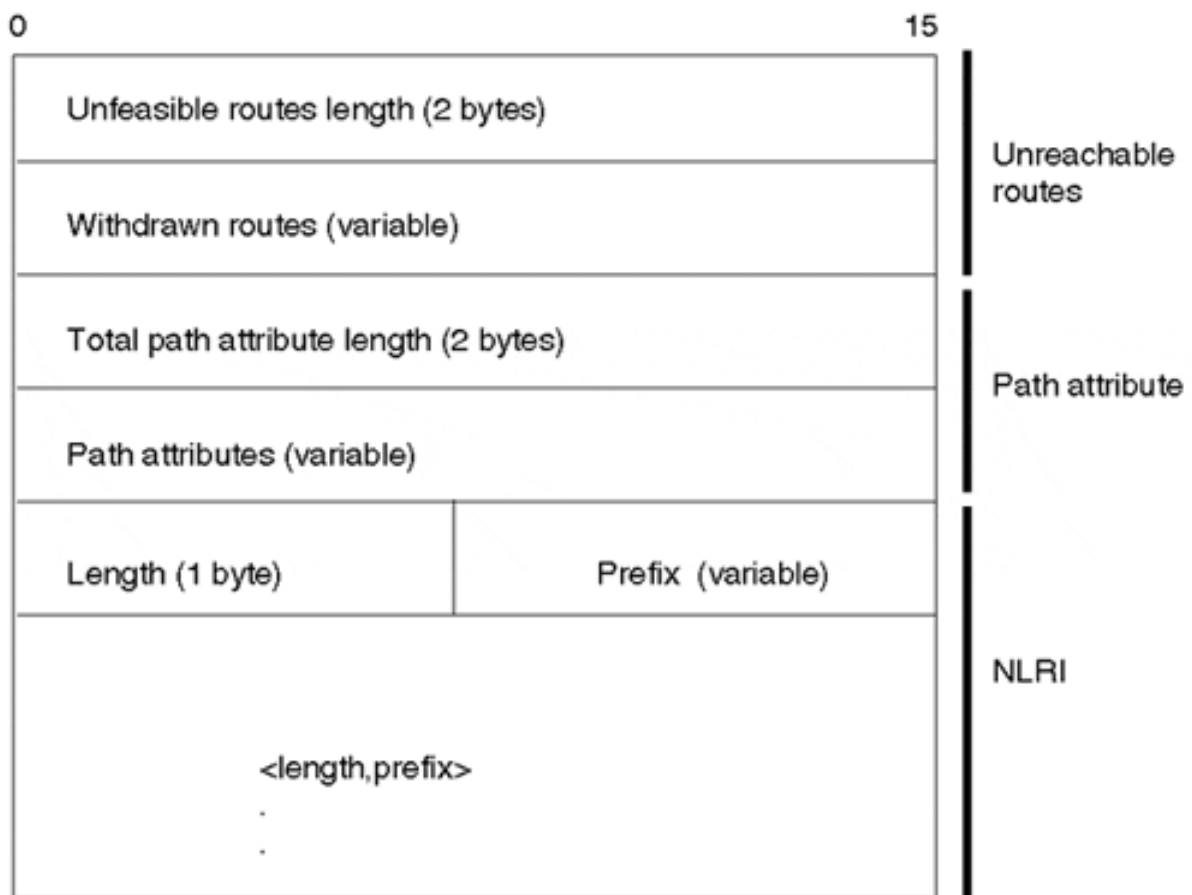 0 15
Unfeasible routes length (2 bytes)
Unreachable
routes
Withdrawn routes (variable)
Total path attribute length (2 bytes)
Path attribute
Path attributes (variable)
Length (1 byte) Prefix (variable)
NLRI
<length,prefix>
.
.